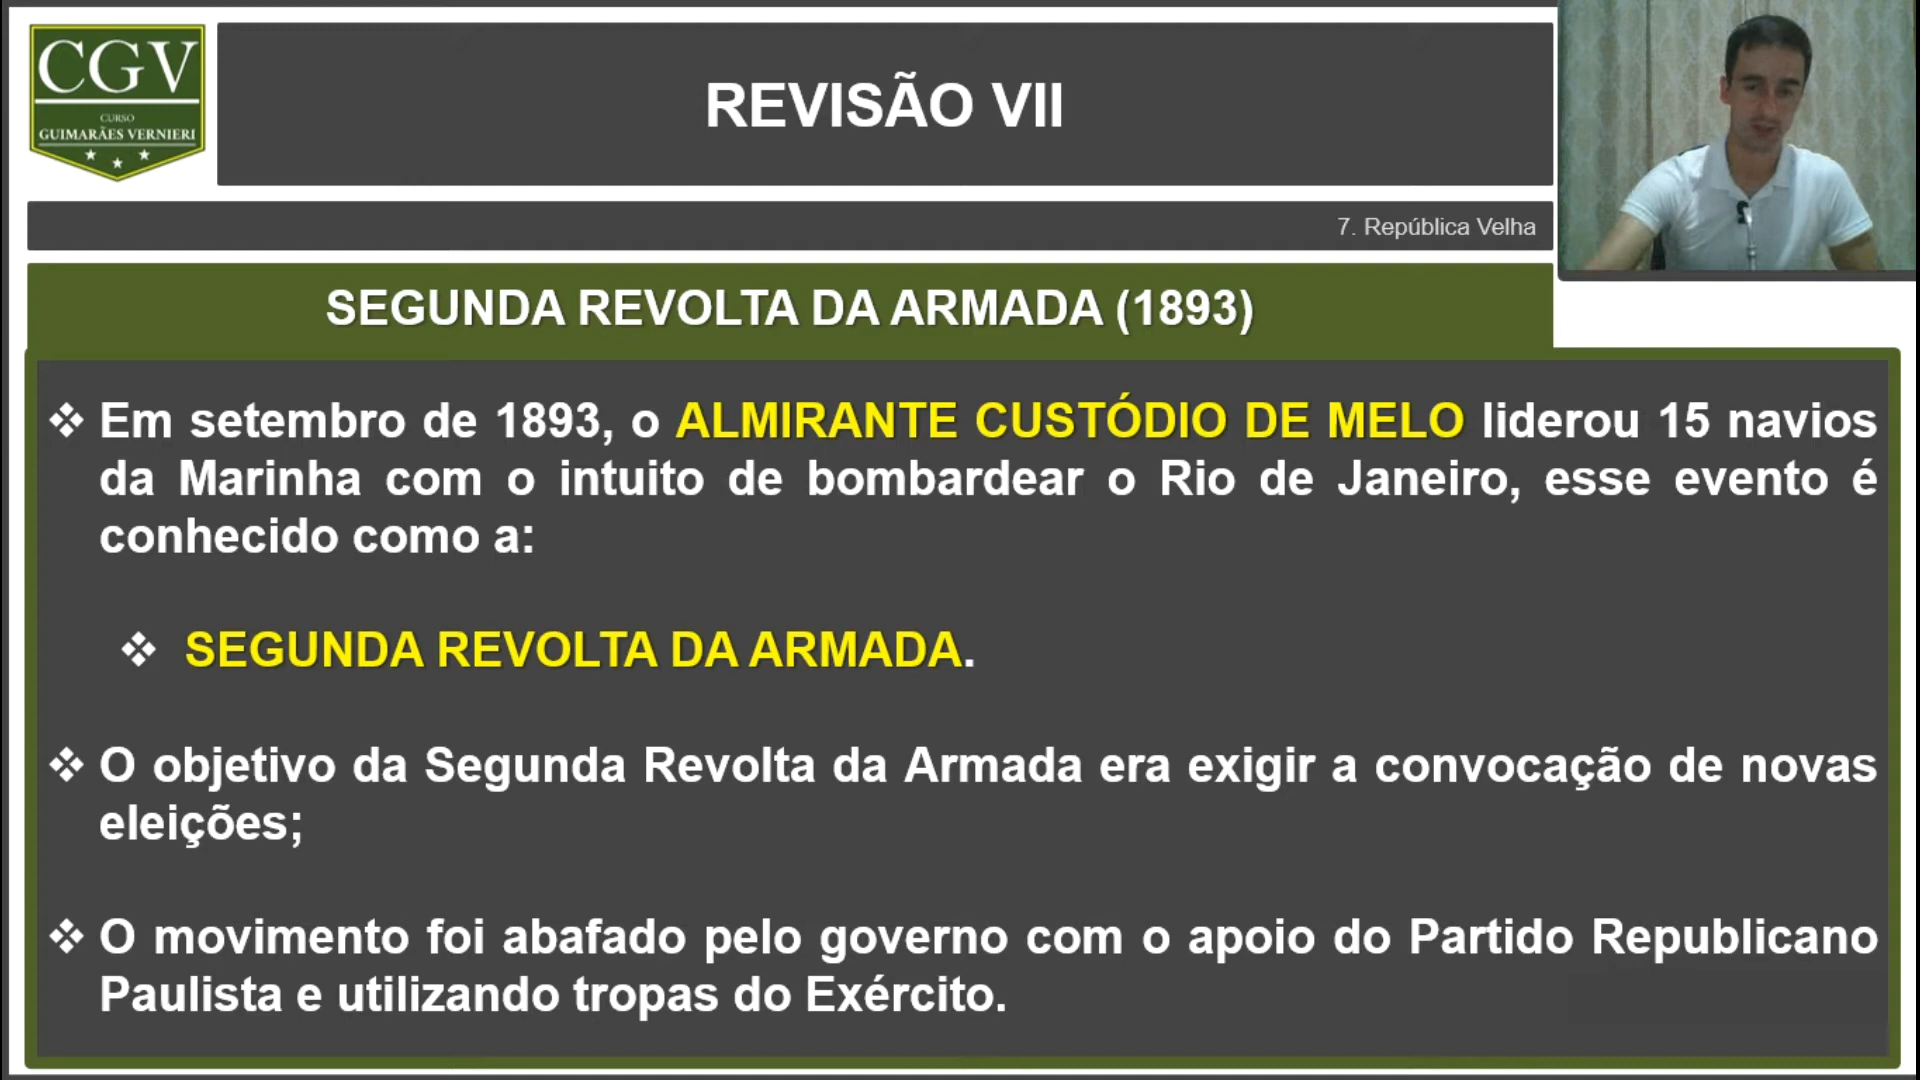 CGV
CURSO
GUIMARÃES VERNIERI
REVISÃO VII
7. República Velha
SEGUNDA REVOLTA DA ARMADA (1893)
❖ Em setembro de 1893, o ALMIRANTE CUSTÓDIO DE MELO liderou 15 navios
da Marinha com o intuito de bombardear o Rio de Janeiro, esse evento é
conhecido como a:
❖ SEGUNDA REVOLTA DA ARMADA.
❖ O objetivo da Segunda Revolta da Armada era exigir a convocação de novas
eleições;
❖ O movimento foi abafado pelo governo com o apoio do Partido Republicano
Paulista e utilizando tropas do Exército.